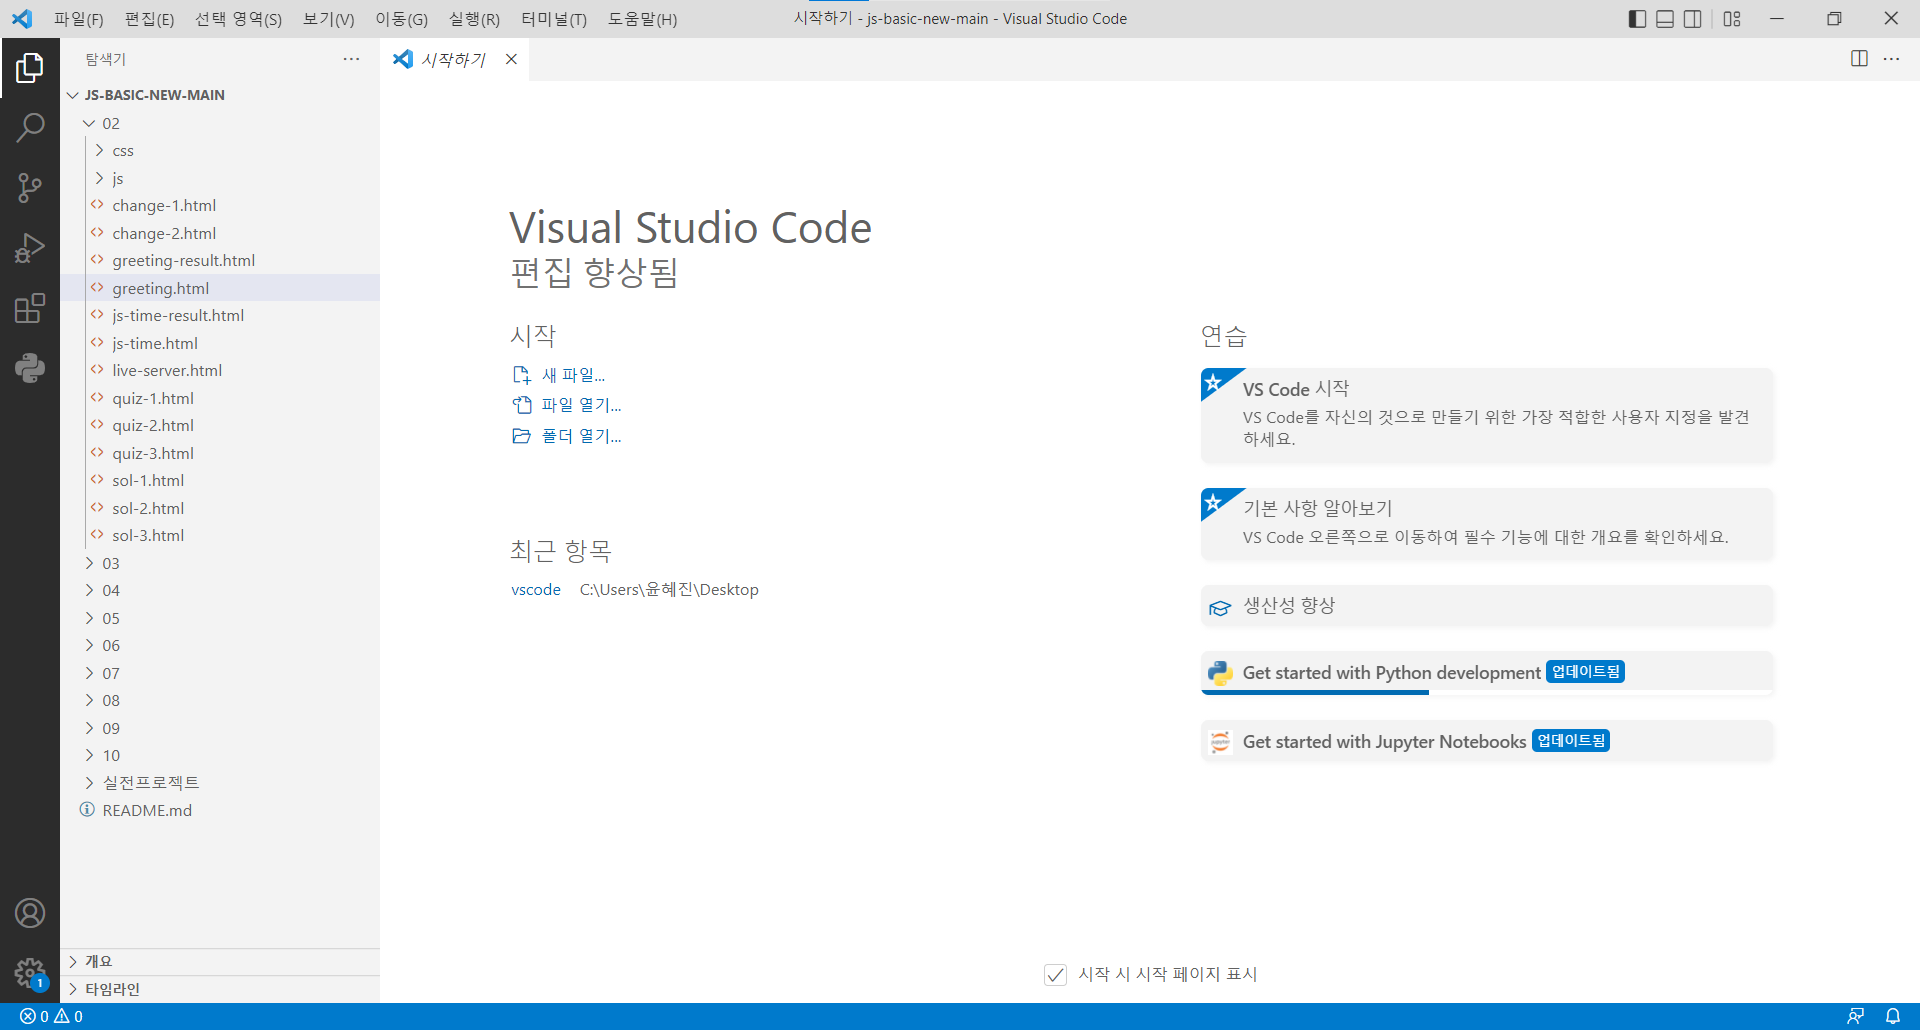 파일(F) 편집(E) 선택 영역(S) 보기(V) 이동(G) 실행(R) 터미널(T) 도움말(H) 시작하기 - js-basic-new-main - Visual Studio Code
탐색기
시작하기
JS-BASIC-NEW-MAIN
02
css
js
change-1.html
change-2.html
greeting-result.html
greeting.html
js-time-result.html
js-time.html
live-server.html
quiz-1.html
quiz-2.html
quiz-3.html
sol-1.html
sol-2.html
sol-3.html
03
04
05
06
07
08
09
10
실전프로젝트
README.md
개요
타임라인
Visual Studio Code
편집 향상됨
시작
새 파일...
파일 열기...
폴더 열기...
최근 항목
vscode C:\Users\윤혜진\Desktop
연습
VS Code 시작
VS Code를 자신의 것으로 만들기 위한 가장 적합한 사용자 지정을 발견
하세요.
기본 사항 알아보기
VS Code 오른쪽으로 이동하여 필수 기능에 대한 개요를 확인하세요.
생산성 향상
Get started with Python development 업데이트됨
jupyter
Get started with Jupyter Notebooks 업데이트됨
시작 시 시작 페이지 표시
1
0 0